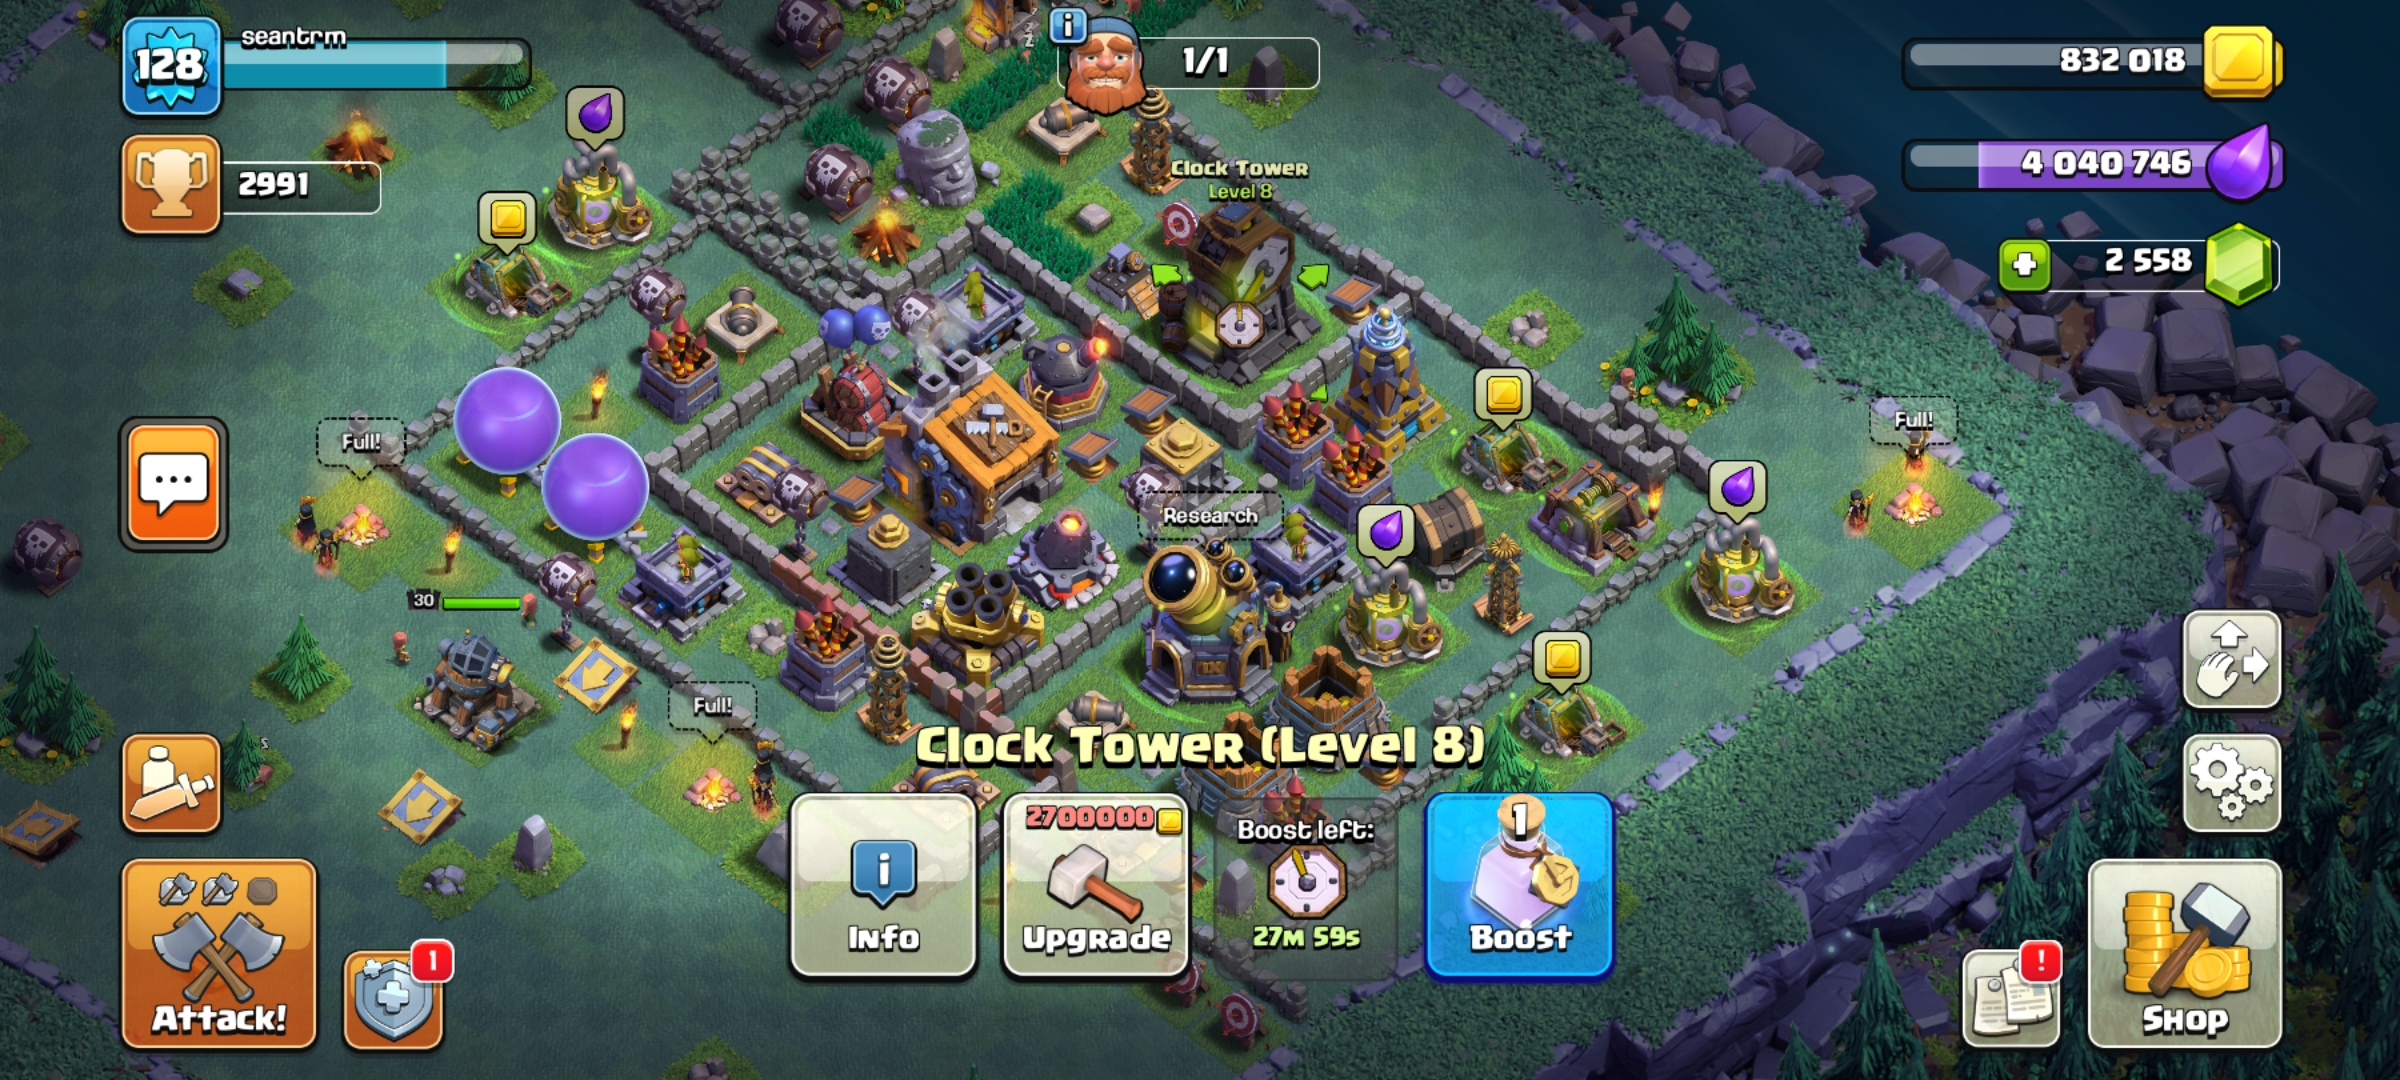 128
seantrm
1/1
832 018
2991
4 040 746
Clock Tower
Level 8
2 558
Full!
Full!
Research
30
Full!
Clock Tower (Level 8)
2700000
Boost left:
1
Info
Upgrade
27M 59s
Boost
1
!
Attack!
Shop